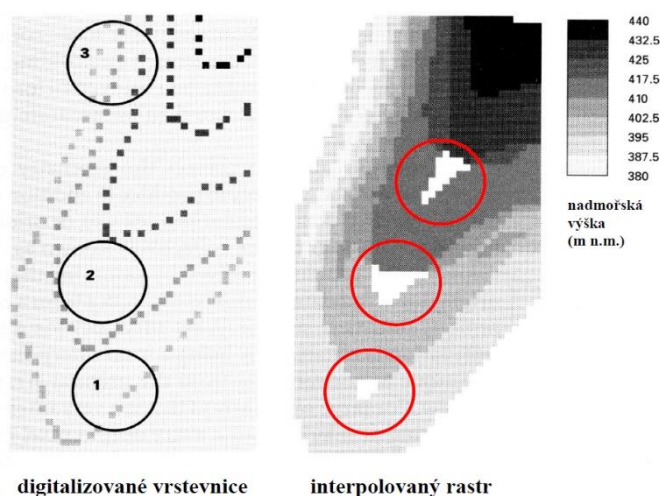 3
2
1
440
432.5
425
417.5
410
402.5
395
387.5
380
nadmořská
výška
(m n.m.)
digitalizované vrstevnice
interpolovaný rastr